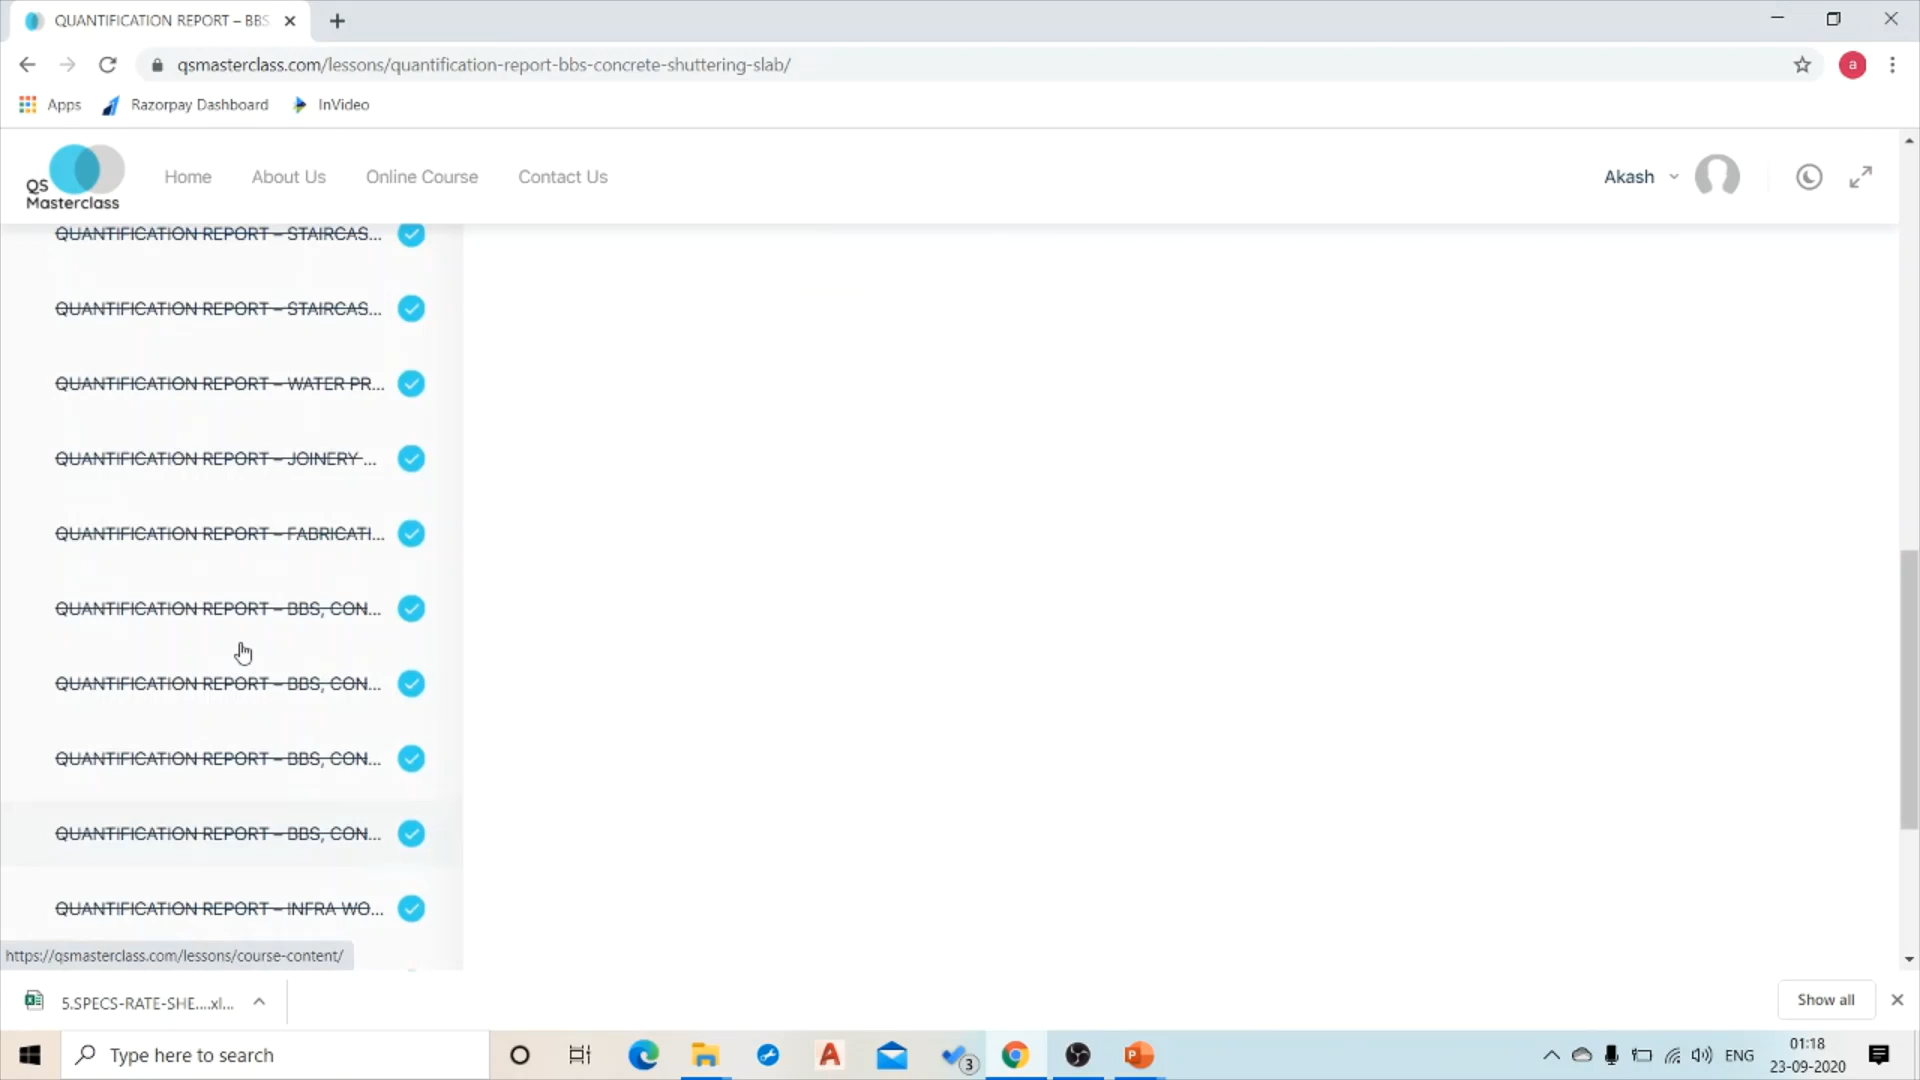 QUANTIFICATION REPORT – BBS
qsmasterclass.com/lessons/quantification-report-bbs-concrete-shuttering-slab/
a
Apps
Razorpay Dashboard
InVideo
QS
Masterclass
Home
About Us
Online Course
Contact Us
Akash
QUANTIFICATION REPORT – STAIRCAS...
QUANTIFICATION REPORT – STAIRCAS...
QUANTIFICATION REPORT – WATER PR...
QUANTIFICATION REPORT – JOINERY ...
QUANTIFICATION REPORT – FABRICATI...
QUANTIFICATION REPORT – BBS, CON...
QUANTIFICATION REPORT – BBS, CON...
QUANTIFICATION REPORT – BBS, CON...
QUANTIFICATION REPORT – BBS, CON...
QUANTIFICATION REPORT – INFRA WO...
https://qsmasterclass.com/lessons/course-content/
5.SPECS-RATE-SHE....xl...
Show all
Type here to search
3
ENG
01:18
23-09-2020